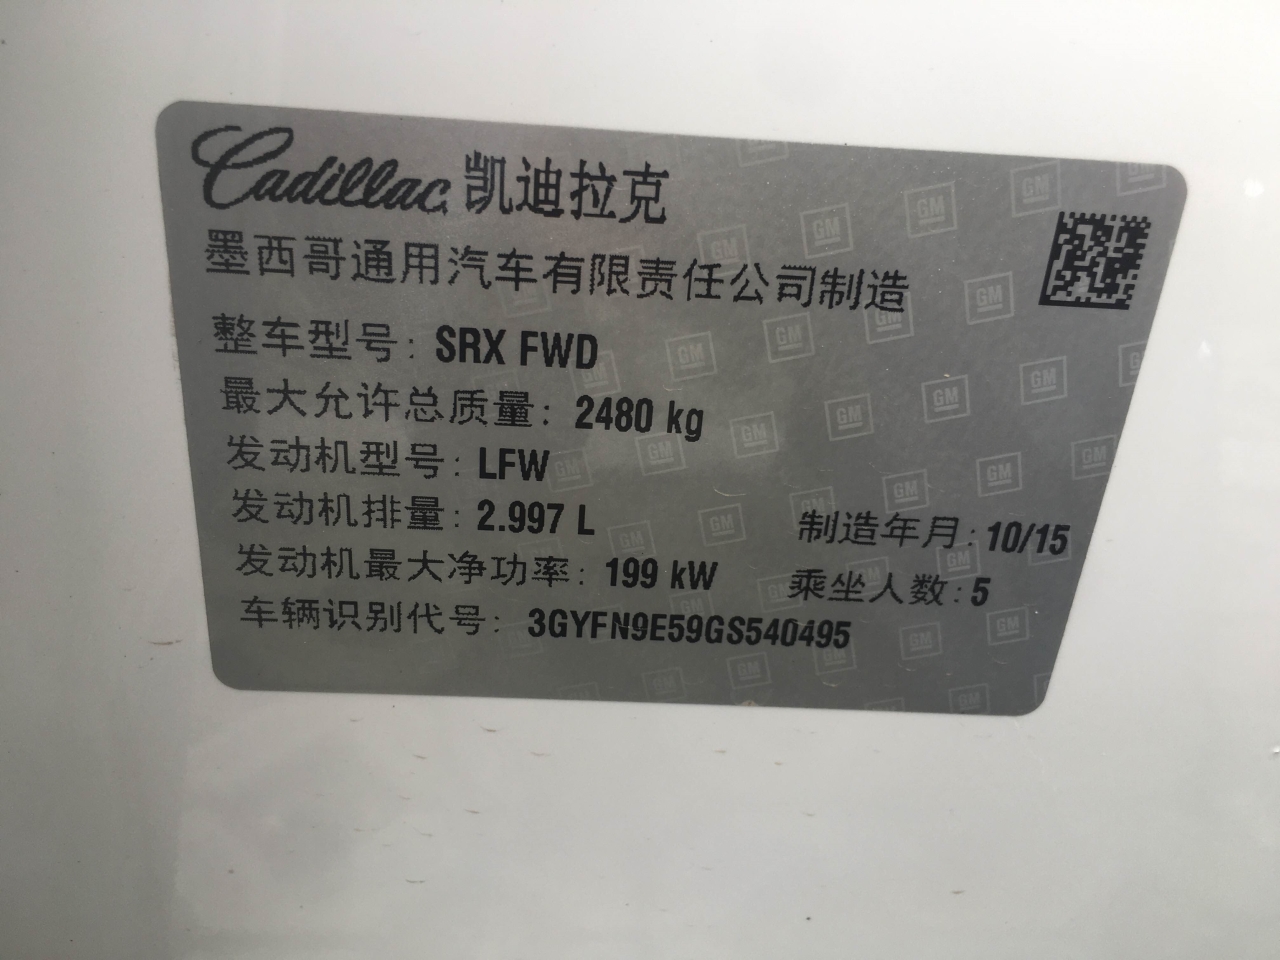 Cadillac 凯迪拉克
墨西哥通用汽车有限责任公司制造
整车型号: SRX FWD
最大允许总质量: 2480 kg
发动机型号: LFW
发动机排量: 2.997 L
制造年月: 10/15
发动机最大净功率: 199 kW
乘坐人数: 5
车辆识别代号: 3GYFN9E59GS540495